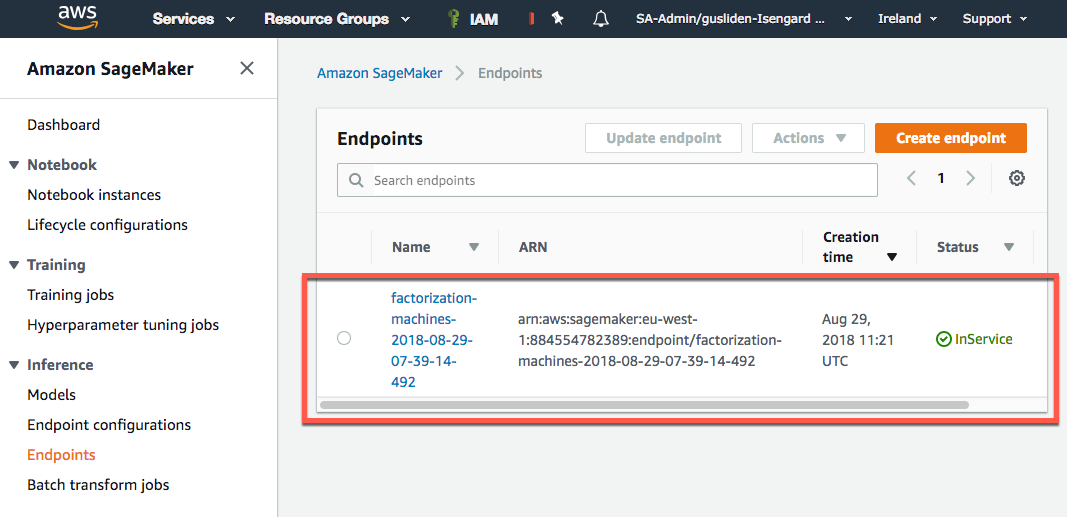 aws
Services
Resource Groups
IAM
SA-Admin/gusliden-Isengard ...
Ireland
Support
Amazon SageMaker
Dashboard
Notebook
Notebook instances
Lifecycle configurations
Training
Training jobs
Hyperparameter tuning jobs
Inference
Models
Endpoint configurations
Endpoints
Batch transform jobs
Amazon SageMaker
Endpoints
Endpoints
Update endpoint
Actions
Create endpoint
Search endpoints
1
Name
ARN
Creation
time
Status
factorization-
machines-
2018-08-29-
07-39-14-
492
arn:aws:sagemaker:eu-west-
1:884554782389:endpoint/factorization-
machines-2018-08-29-07-39-14-492
Aug 29,
2018 11:21
UTC
InService